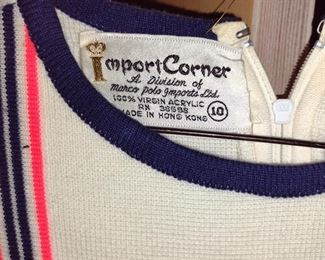 ImportCorner
A Division of
marco polo Imports Ltd.
100% VIRGIN ACRYLIC
RN 38598
MADE IN HONG KONG
10